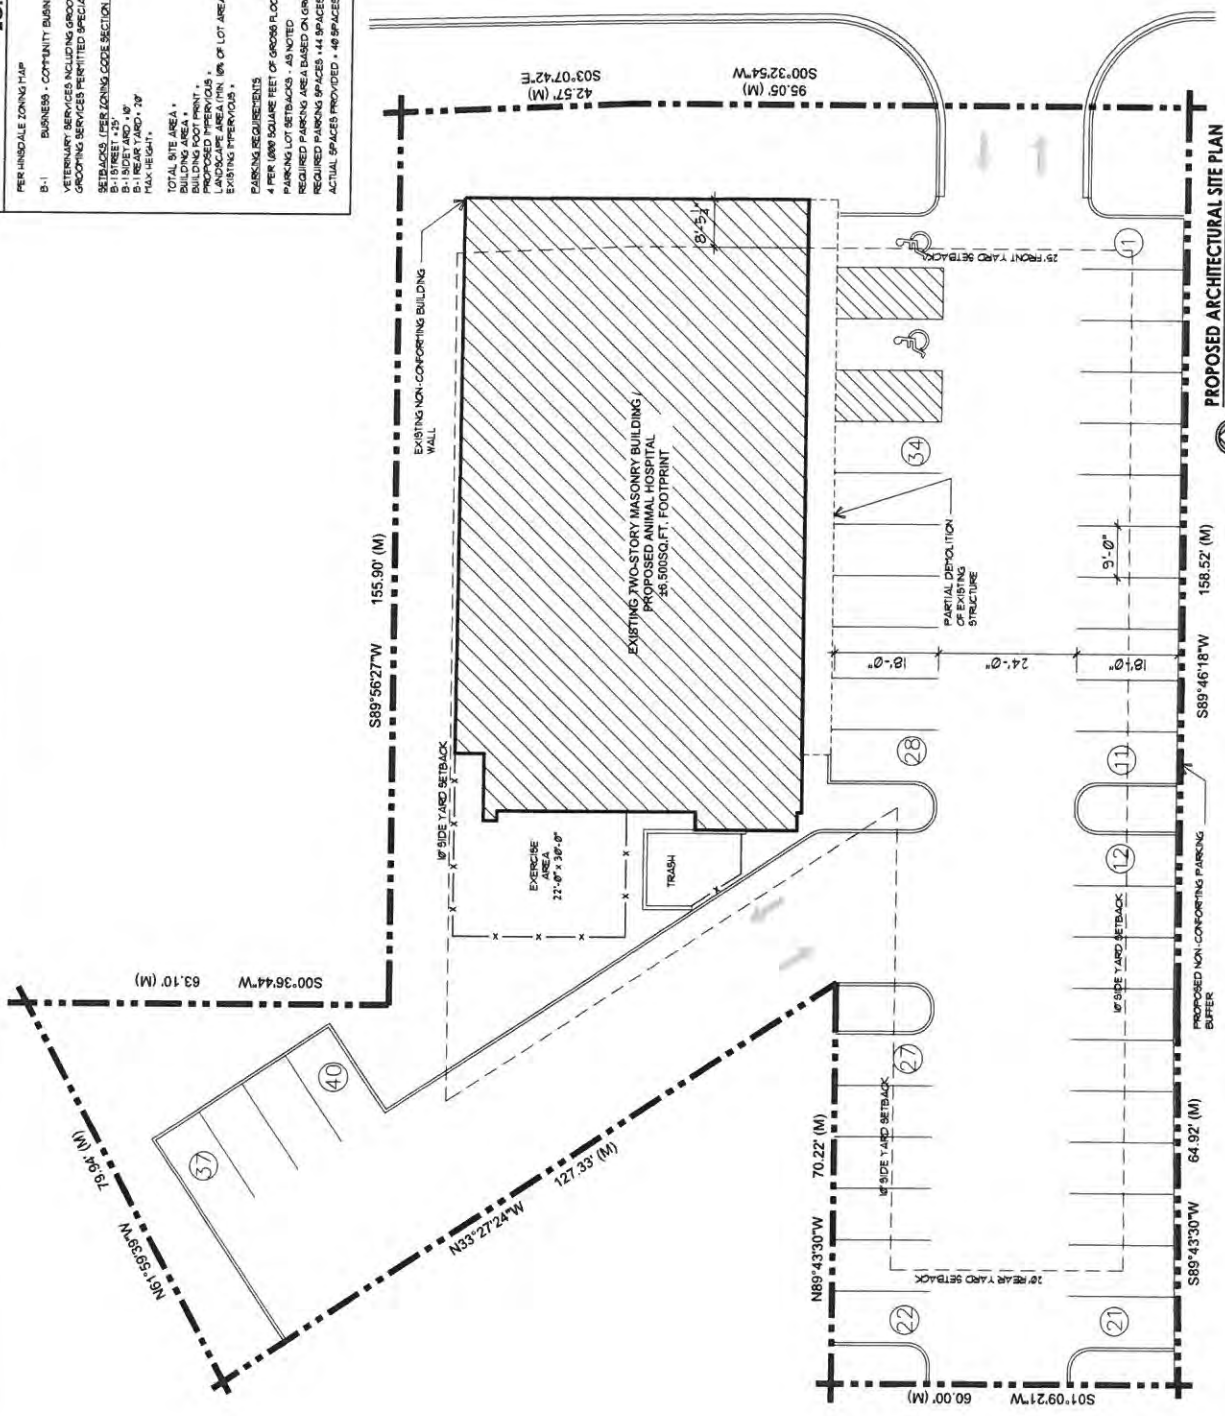 PER HINSDALE ZONING MAP
B-1 BUSINESS - COMMUNITY BUSIN
VETERINARY SERVICES INCLUDING GROO
GROOMING SERVICES PERMITTED SPECIA
SETBACKS (PER ZONING CODE SECTION
B-1 STREET = 25'
B-1 SIDEYARD = 10'
B-1 REAR YARD = 20'
MAX HEIGHT =
TOTAL SITE AREA =
BUILDING AREA =
BUILDING FOOT PRINT =
PROPOSED IMPERVIOUS =
LANDSCAPE AREA (MIN. 10% OF LOT AREA
EXISTING IMPERVIOUS =
PARKING REQUIREMENTS
4 PER 1,000 SQUARE FEET OF GROSS FLOO
PARKING LOT SETBACKS - AS NOTED
REQUIRED PARKING AREA BASED ON GR
REQUIRED PARKING SPACES = 44 SPACES
ACTUAL SPACES PROVIDED = 40 SPACES
S03°07'42"E
42.57' (M)
S00°32'54"W
95.05' (M)
EXISTING NON-CONFORMING BUILDING
WALL
8'-5 1/4"
25' FRONT YARD SETBACK
01
155.90' (M)
S89°56'27"W
EXISTING TWO-STORY MASONRY BUILDING /
PROPOSED ANIMAL HOSPITAL
±6,500SQ.FT. FOOTPRINT
34
PARTIAL DEMOLITION
OF EXISTING
STRUCTURE
9'-0"
18'-0"
24'-0"
18'-0"
158.52' (M)
S89°46'18"W
PROPOSED ARCHITECTURAL SITE PLAN
10' SIDE YARD SETBACK
28
11
12
EXERCISE
AREA
22'-0" x 30'-0"
TRASH
10' SIDE YARD SETBACK
PROPOSED NON-CONFORMING PARKING
BUFFER
63.10' (M)
S00°36'44"W
40
37
27
10' SIDE YARD SETBACK
79.94' (M)
N61°59'39"W
127.33' (M)
N33°27'24"W
70.22' (M)
N89°43'30"W
64.92' (M)
S89°43'30"W
20' REAR YARD SETBACK
22
21
60.00' (M)
S01°09'21"W